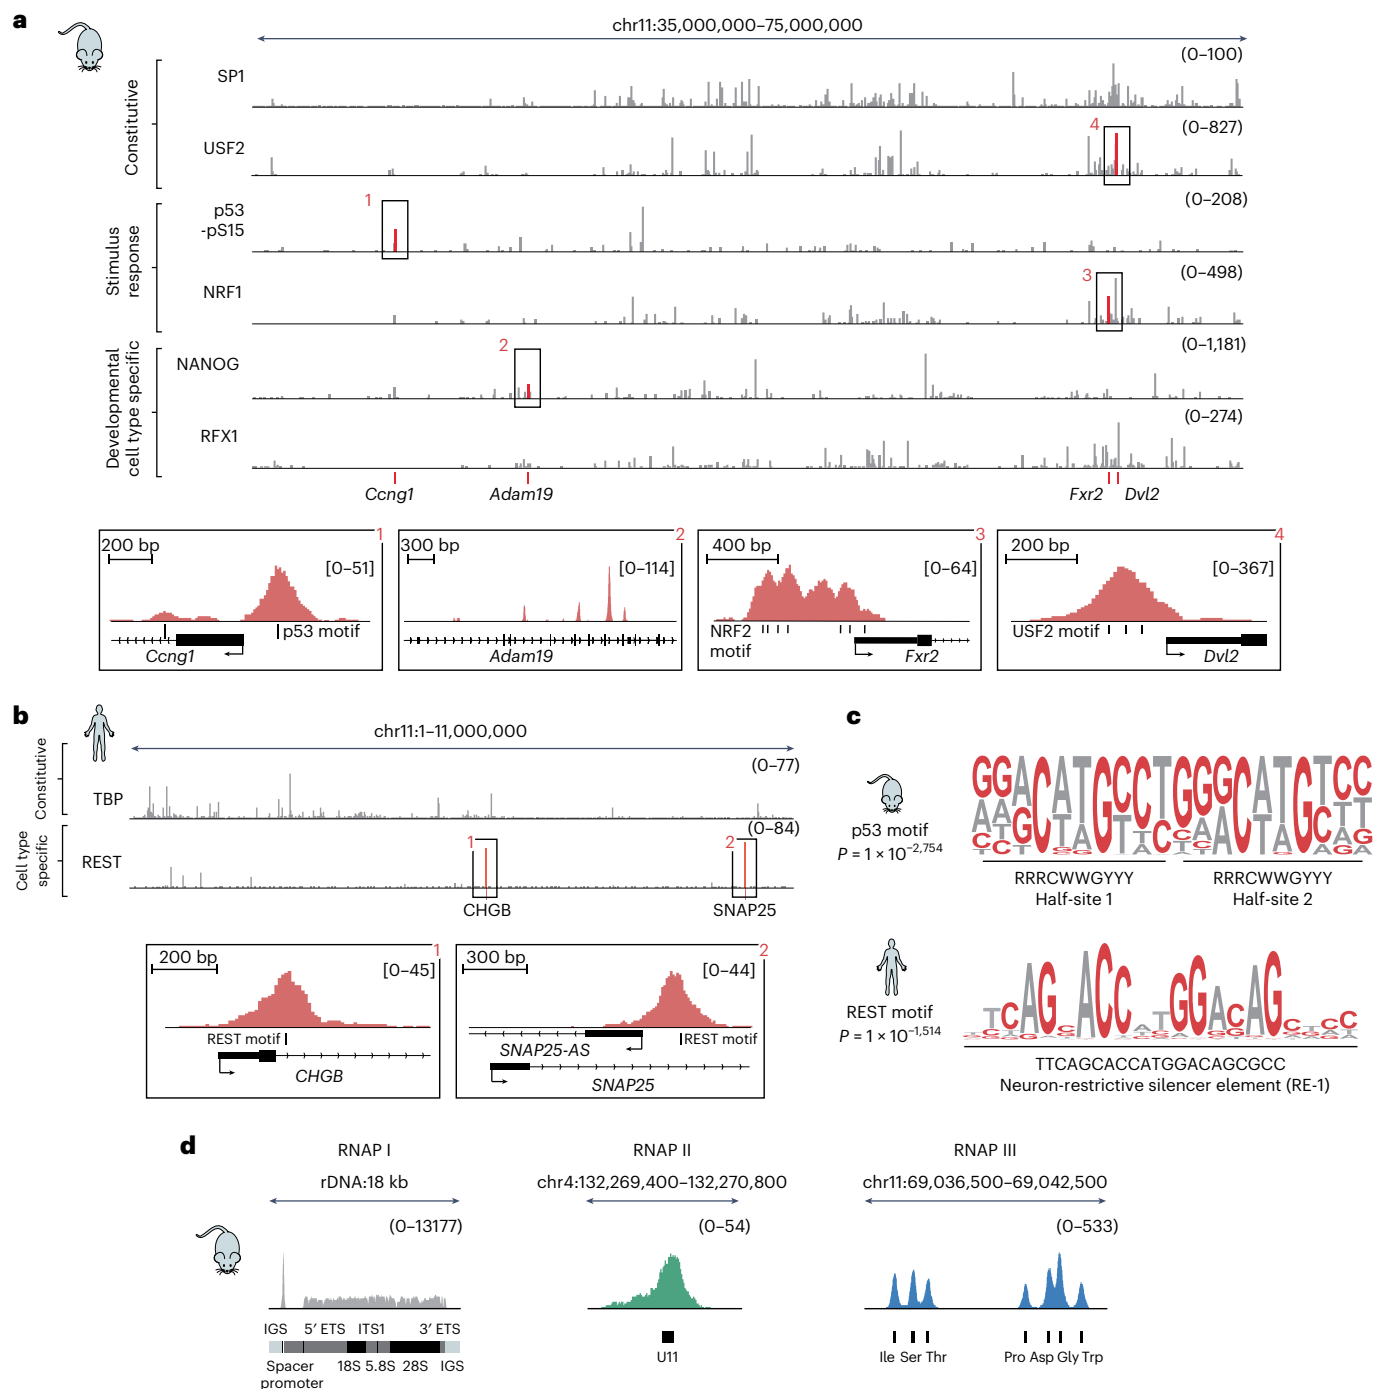 a
chr11:35,000,000–75,000,000
Constitutive
SP1
(0–100)
USF2
4
(0–827)
Stimulus
response
p53
-pS15
1
(0–208)
NRF1
3
(0–498)
Developmental
cell type specific
NANOG
2
(0–1,181)
RFX1
(0–274)
Ccng1
Adam19
Fxr2
Dvl2
1
200 bp
[0–51]
p53 motif
Ccng1
2
300 bp
[0–114]
Adam19
3
400 bp
[0–64]
NRF2
motif
Fxr2
4
200 bp
[0–367]
USF2 motif
Dvl2
b
chr11:1–11,000,000
Constitutive
TBP
(0–77)
Cell type
specific
REST
1
2
(0–84)
CHGB
SNAP25
1
200 bp
[0–45]
REST motif
CHGB
2
300 bp
[0–44]
REST motif
SNAP25-AS
SNAP25
c
p53 motif
P = 1 × 10−2,754
GGACATGCCTGGGCATGTCC
RRRCWWGYYY
Half-site 1
RRRCWWGYYY
Half-site 2
REST motif
P = 1 × 10−1,514
TTCAGCACCATGGACAGCGCC
Neuron-restrictive silencer element (RE-1)
d
RNAP I
rDNA:18 kb
(0–13177)
IGS
5′ ETS
ITS1
3′ ETS
Spacer
promoter
18S
5.8S
28S
IGS
RNAP II
chr4:132,269,400–132,270,800
(0–54)
U11
RNAP III
chr11:69,036,500–69,042,500
(0–533)
Ile Ser Thr
Pro Asp Gly Trp